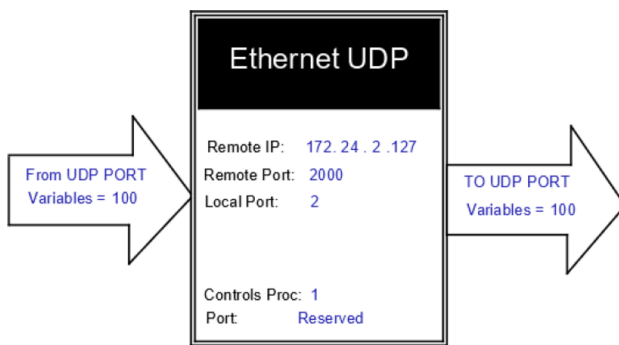 Ethernet UDP
Remote IP: 172. 24 . 2 .127
Remote Port: 2000
Local Port: 2
From UDP PORT
Variables = 100
TO UDP PORT
Variables = 100
Controls Proc: 1
Port: Reserved